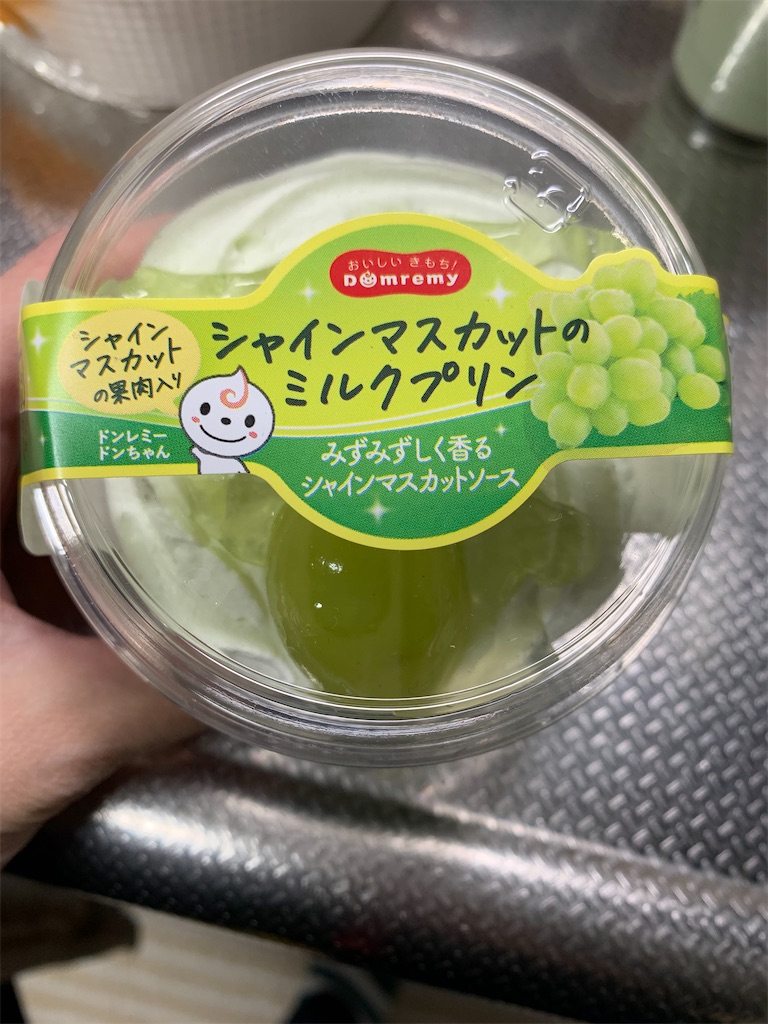 おいしい きもち!
Domremy
シャインマスカットの
ミルクプリン
シャイン
マスカット
の果肉入り
ドンレミー
ドンちゃん
みずみずしく香る
シャインマスカットソース